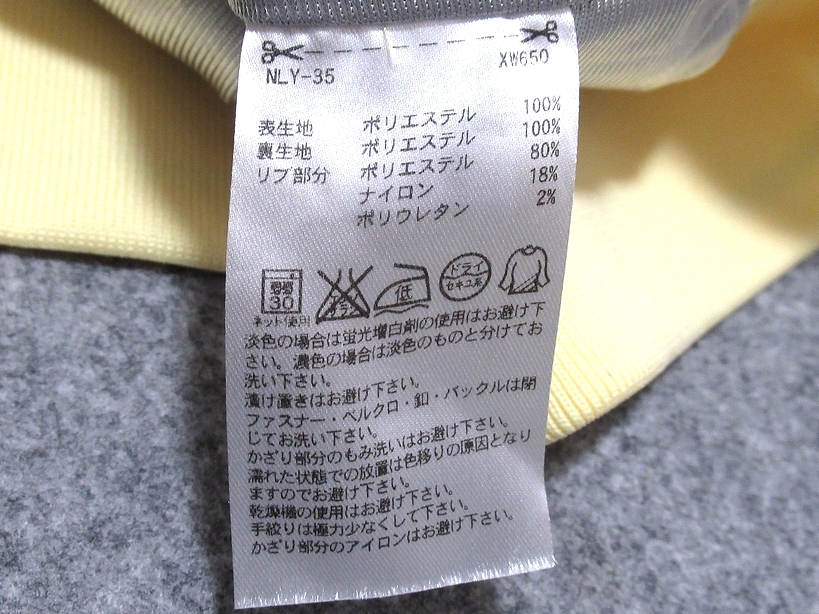 NLY-35 XW650
表生地 ポリエステル 100%
裏生地 ポリエステル 100%
リブ部分 ポリエステル 80%
ナイロン 18%
ポリウレタン 2%
30 エンソサラシ 低 ドライ セキユ系
ネット使用
淡色の場合は蛍光増白剤の使用はお避け下
さい。濃色の場合は淡色のものと分けてお
洗い下さい。
漬け置きはお避け下さい。
ファスナー・ベルクロ・釦・バックルは閉
じてお洗い下さい。
かざり部分のもみ洗いはお避け下さい。
濡れた状態での放置は色移りの原因となり
ますのでお避け下さい。
乾燥機の使用はお避け下さい。
手絞りは極力少なくして下さい。
かざり部分のアイロンはお避け下さい。